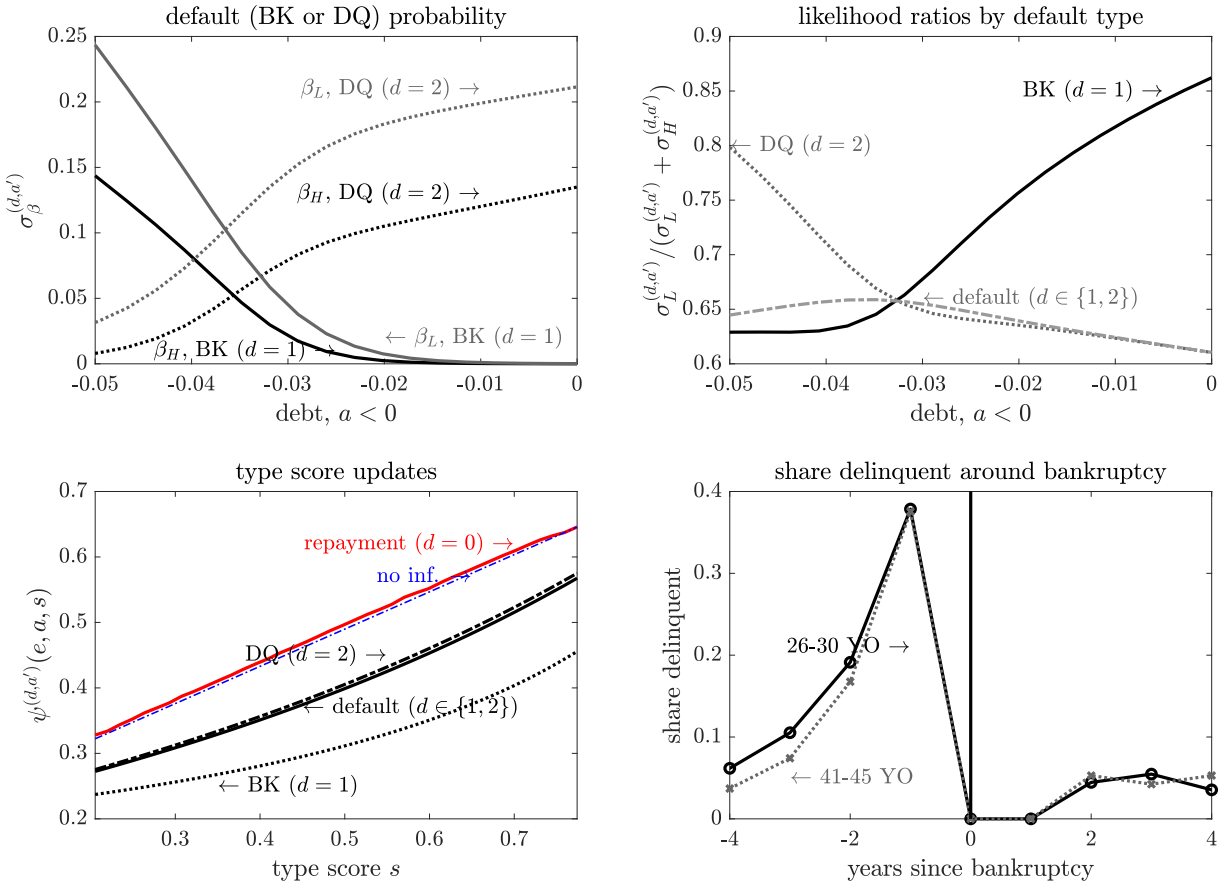 default (BK or DQ) probability
0.25
0.2
0.15
0.1
0.05
0
σ_β^{(d,a′)}
β_L, DQ (d = 2) →
β_H, DQ (d = 2) →
← β_L, BK (d = 1)
β_H, BK (d = 1) →
-0.05 -0.04 -0.03 -0.02 -0.01 0
debt, a < 0
likelihood ratios by default type
0.9
0.85
0.8
0.75
0.7
0.65
0.6
σ_L^{(d,a′)}/(σ_L^{(d,a′)} + σ_H^{(d,a′)})
BK (d = 1) →
← DQ (d = 2)
← default (d ∈ {1, 2})
-0.05 -0.04 -0.03 -0.02 -0.01 0
debt, a < 0
type score updates
0.7
0.6
0.5
0.4
0.3
0.2
ψ^{(d,a′)}(e, a, s)
repayment (d = 0) →
no inf. →
DQ (d = 2) →
← default (d ∈ {1, 2})
← BK (d = 1)
0.3 0.4 0.5 0.6 0.7
type score s
share delinquent around bankruptcy
0.4
0.3
0.2
0.1
0
share delinquent
26-30 YO →
← 41-45 YO
-4 -2 0 2 4
years since bankruptcy